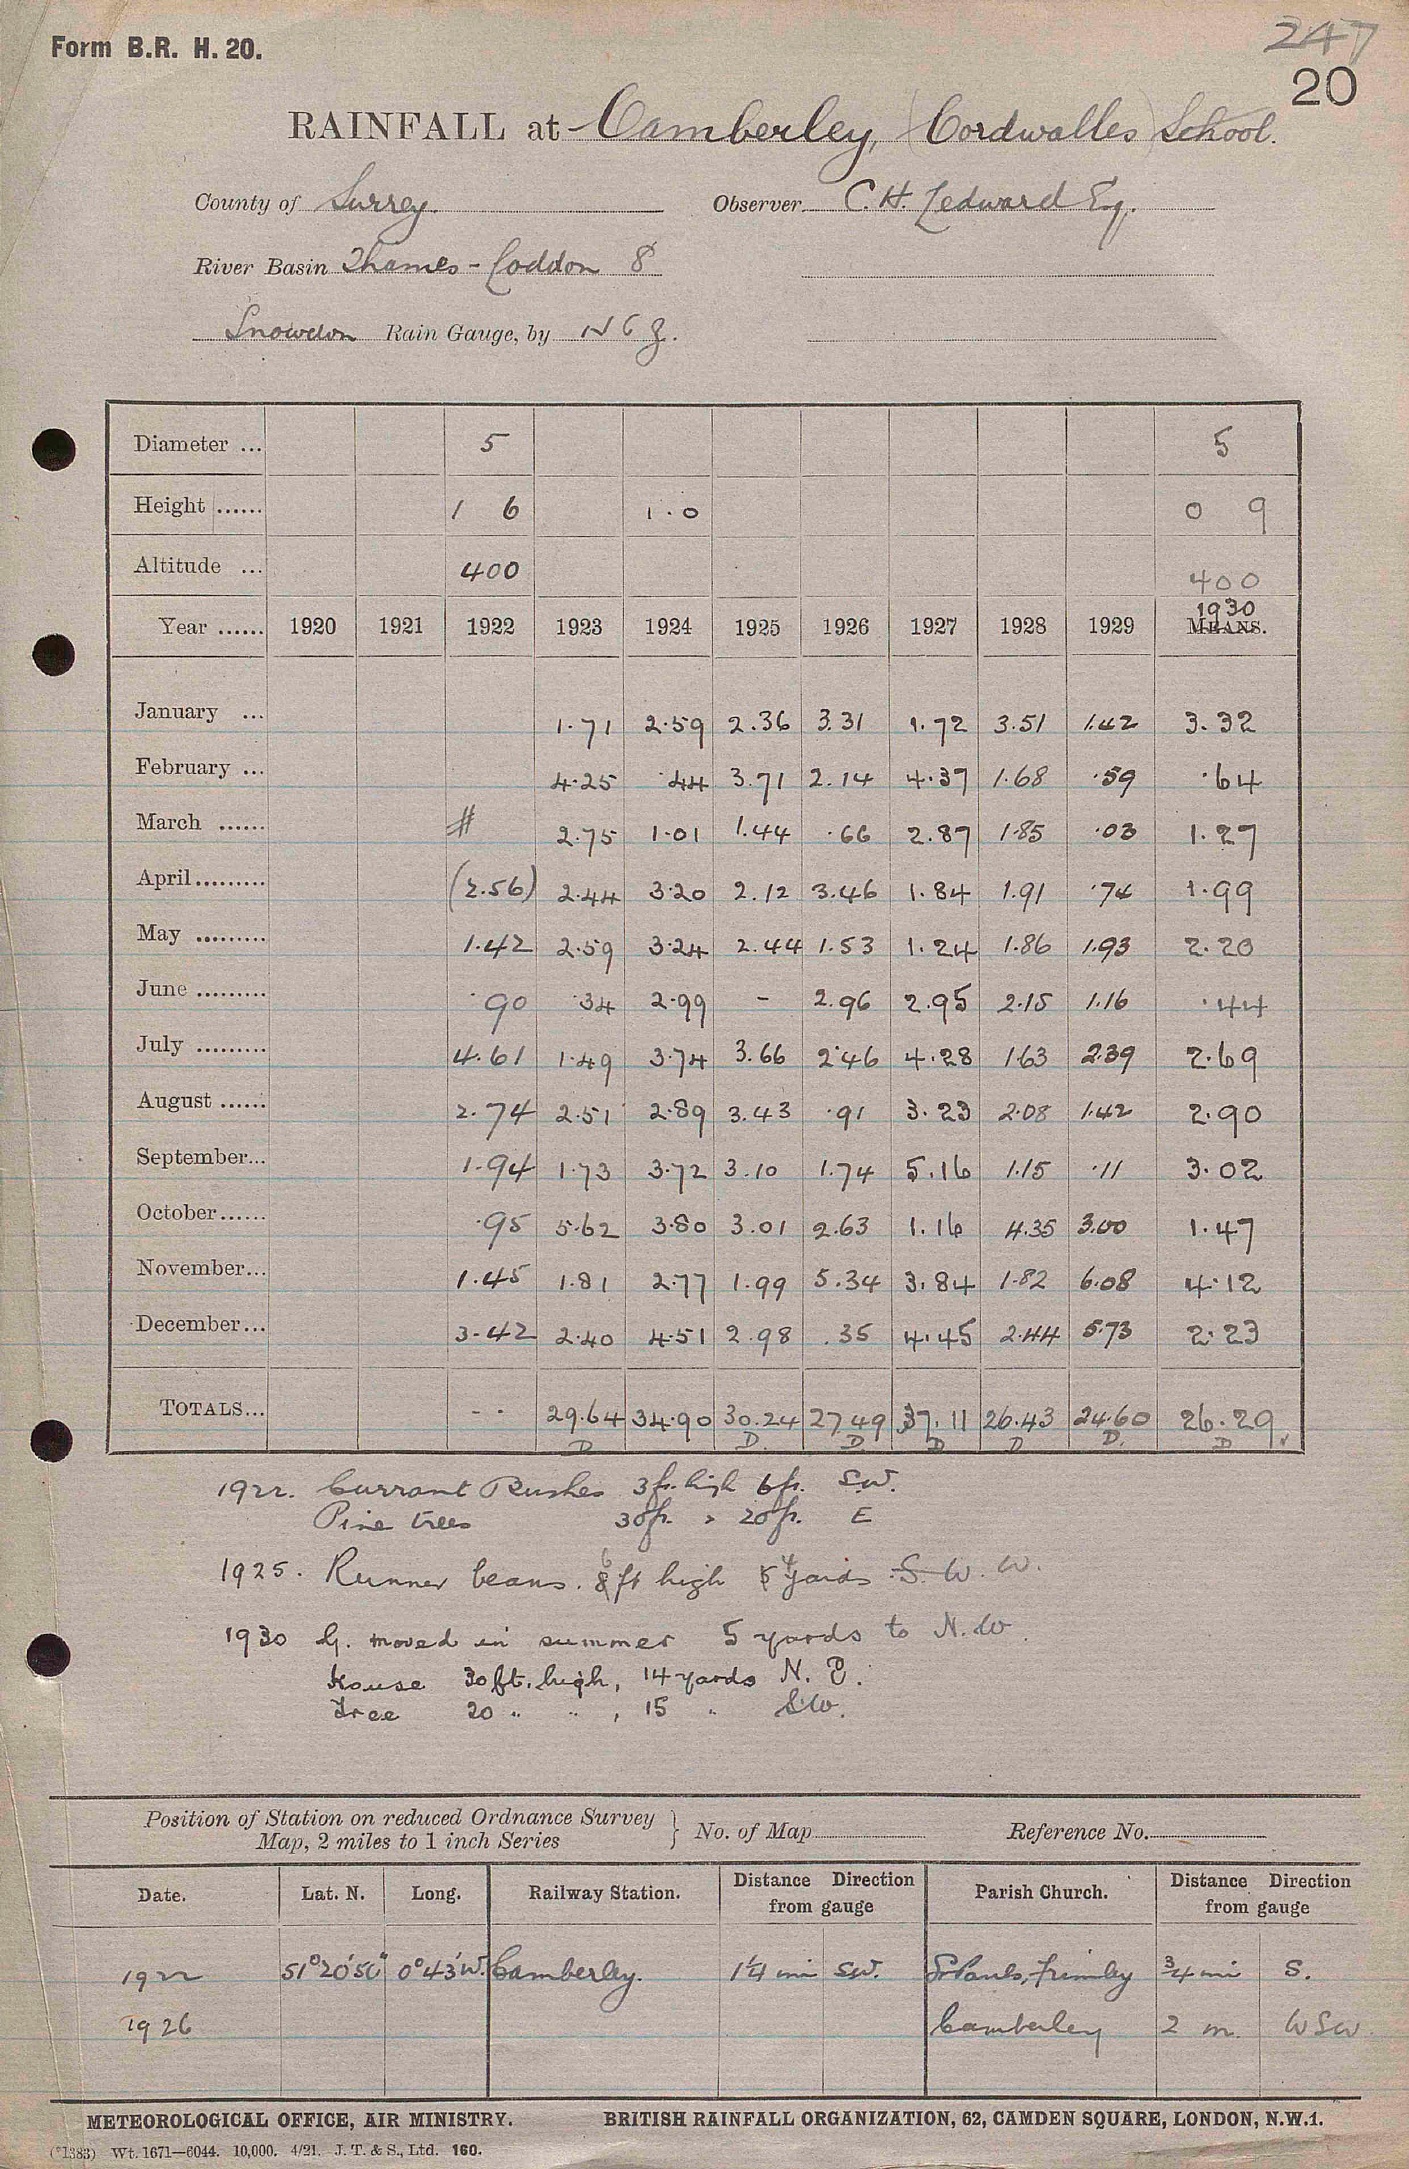 Form B.R. H. 20.
247
20
RAINFALL at Camberley, (Cordwalles) School.
County of Surrey. Observer C. H. Ledward Esq.
River Basin Thames - Loddon 8
Snowdon Rain Gauge, by N & Z.
Diameter ... 5 5
Height ...... 1 6 1.0 0 9
Altitude ... 400 400
Year ...... 1920 1921 1922 1923 1924 1925 1926 1927 1928 1929 1930 MEANS.
January ... 1.71 2.59 2.36 3.31 1.72 3.51 1.42 3.32
February ... 4.25 .44 3.71 2.14 4.37 1.68 .59 .64
March ...... # 2.75 1.01 1.44 .66 2.87 1.85 .03 1.27
April......... (2.56) 2.44 3.20 2.12 3.46 1.84 1.91 .74 1.99
May ......... 1.42 2.59 3.24 2.44 1.53 1.24 1.86 1.93 2.20
June ......... .90 .34 2.99 - 2.96 2.95 2.15 1.16 .44
July ......... 4.61 1.49 3.74 3.66 2.46 4.28 1.63 2.39 2.69
August ...... 2.74 2.51 2.89 3.43 .91 3.23 2.08 1.42 2.90
September... 1.94 1.73 3.72 3.10 1.74 5.16 1.15 .11 3.02
October...... .95 5.62 3.80 3.01 2.63 1.16 4.35 3.00 1.47
November... 1.45 1.81 2.77 1.99 5.34 3.84 1.82 6.08 4.12
December... 3.42 2.40 4.51 2.98 .35 4.45 2.44 5.73 2.23
TOTALS... - - 29.64 34.90 30.24 27.49 37.11 26.43 24.60 26.29
D D. D. D D D. D
1922. Currant Bushes 3ft. high 6ft. S.W.
Pine trees 30ft. " 20ft. E
1925. Runner beans. 6 8 ft high 4 5 yards S. W. W.
1930 G. moved in summer 5 yards to N.W.
House 30 ft. high, 14 yards N. E.
Tree 20 " " , 15 " S.W.
Position of Station on reduced Ordnance Survey
Map, 2 miles to 1 inch Series } No. of Map Reference No.
Date. Lat. N. Long. Railway Station. Distance Direction from gauge Parish Church. Distance Direction from gauge
1922 51°20'50" 0°43'W. Camberley. 1¼ mi SW. St Pauls, Frimley ¾ mi S.
1926 Camberley 2 m. WSW
METEOROLOGICAL OFFICE, AIR MINISTRY. BRITISH RAINFALL ORGANIZATION, 62, CAMDEN SQUARE, LONDON, N.W.1.
(*1383) Wt. 1671—6044. 10,000. 4/21. J. T. & S., Ltd. 160.